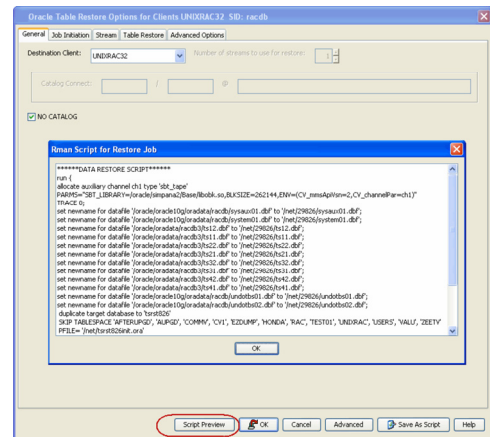 Oracle Table Restore Options for Clients UNIXRAC32 SID: racdb
General Job Initiation Stream Table Restore Advanced Options
Destination Client: UNIXRAC32 Number of streams to use for restore: 1
Catalog Connect: / @
NO CATALOG
Rman Script for Restore Job
******DATA RESTORE SCRIPT******
run {
allocate auxiliary channel ch1 type 'sbt_tape'
PARMS="SBT_LIBRARY=/oracle/simpana2/Base/libobk.so,BLKSIZE=262144,ENV=(CV_mmsApiVsn=2,CV_channelPar=ch1)"
TRACE 0;
set newname for datafile '/oracle/oracle10g/oradata/racdb/sysaux01.dbf' to '/net/29826/sysaux01.dbf';
set newname for datafile '/oracle/oracle10g/oradata/racdb/system01.dbf' to '/net/29826/system01.dbf';
set newname for datafile '/oracle/oradata/racdb3/ts12.dbf' to '/net/29826/ts12.dbf';
set newname for datafile '/oracle/oradata/racdb3/ts11.dbf' to '/net/29826/ts11.dbf';
set newname for datafile '/oracle/oradata/racdb3/ts22.dbf' to '/net/29826/ts22.dbf';
set newname for datafile '/oracle/oradata/racdb3/ts21.dbf' to '/net/29826/ts21.dbf';
set newname for datafile '/oracle/oradata/racdb3/ts32.dbf' to '/net/29826/ts32.dbf';
set newname for datafile '/oracle/oradata/racdb3/ts31.dbf' to '/net/29826/ts31.dbf';
set newname for datafile '/oracle/oradata/racdb3/ts42.dbf' to '/net/29826/ts42.dbf';
set newname for datafile '/oracle/oradata/racdb3/ts41.dbf' to '/net/29826/ts41.dbf';
set newname for datafile '/oracle/oracle10g/oradata/racdb/undotbs01.dbf' to '/net/29826/undotbs01.dbf';
set newname for datafile '/oracle/oracle10g/oradata/racdb/undotbs02.dbf' to '/net/29826/undotbs02.dbf';
duplicate target database to 'tsrst826'
SKIP TABLESPACE 'AFTERUPGD', 'AUPGD', 'COMMV', 'CV1', 'EZDUMP', 'HONDA', 'RAC', 'TEST01', 'UNIXRAC', 'USERS', 'VALU', 'ZEETV'
PFILE= '/net/tsrst826init.ora'
OK
Script Preview OK Cancel Advanced Save As Script Help